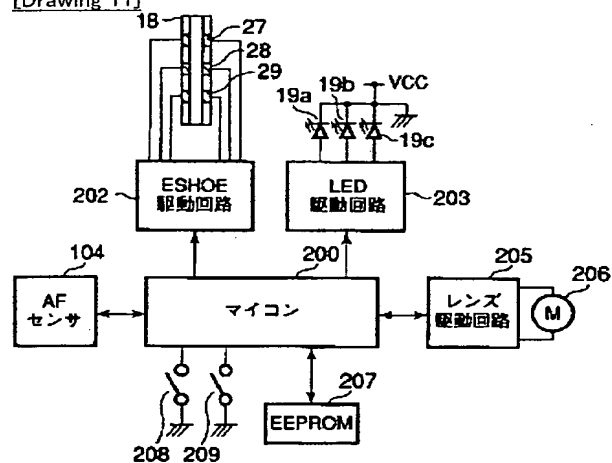 [Drawing 11]
18
27
28
29
19a
19b
VCC
19c
202
ESHOE
駆動回路
LED
駆動回路
203
104
AF
センサ
200
マイコン
205
レンズ
駆動回路
206
M
208
209
207
EEPROM